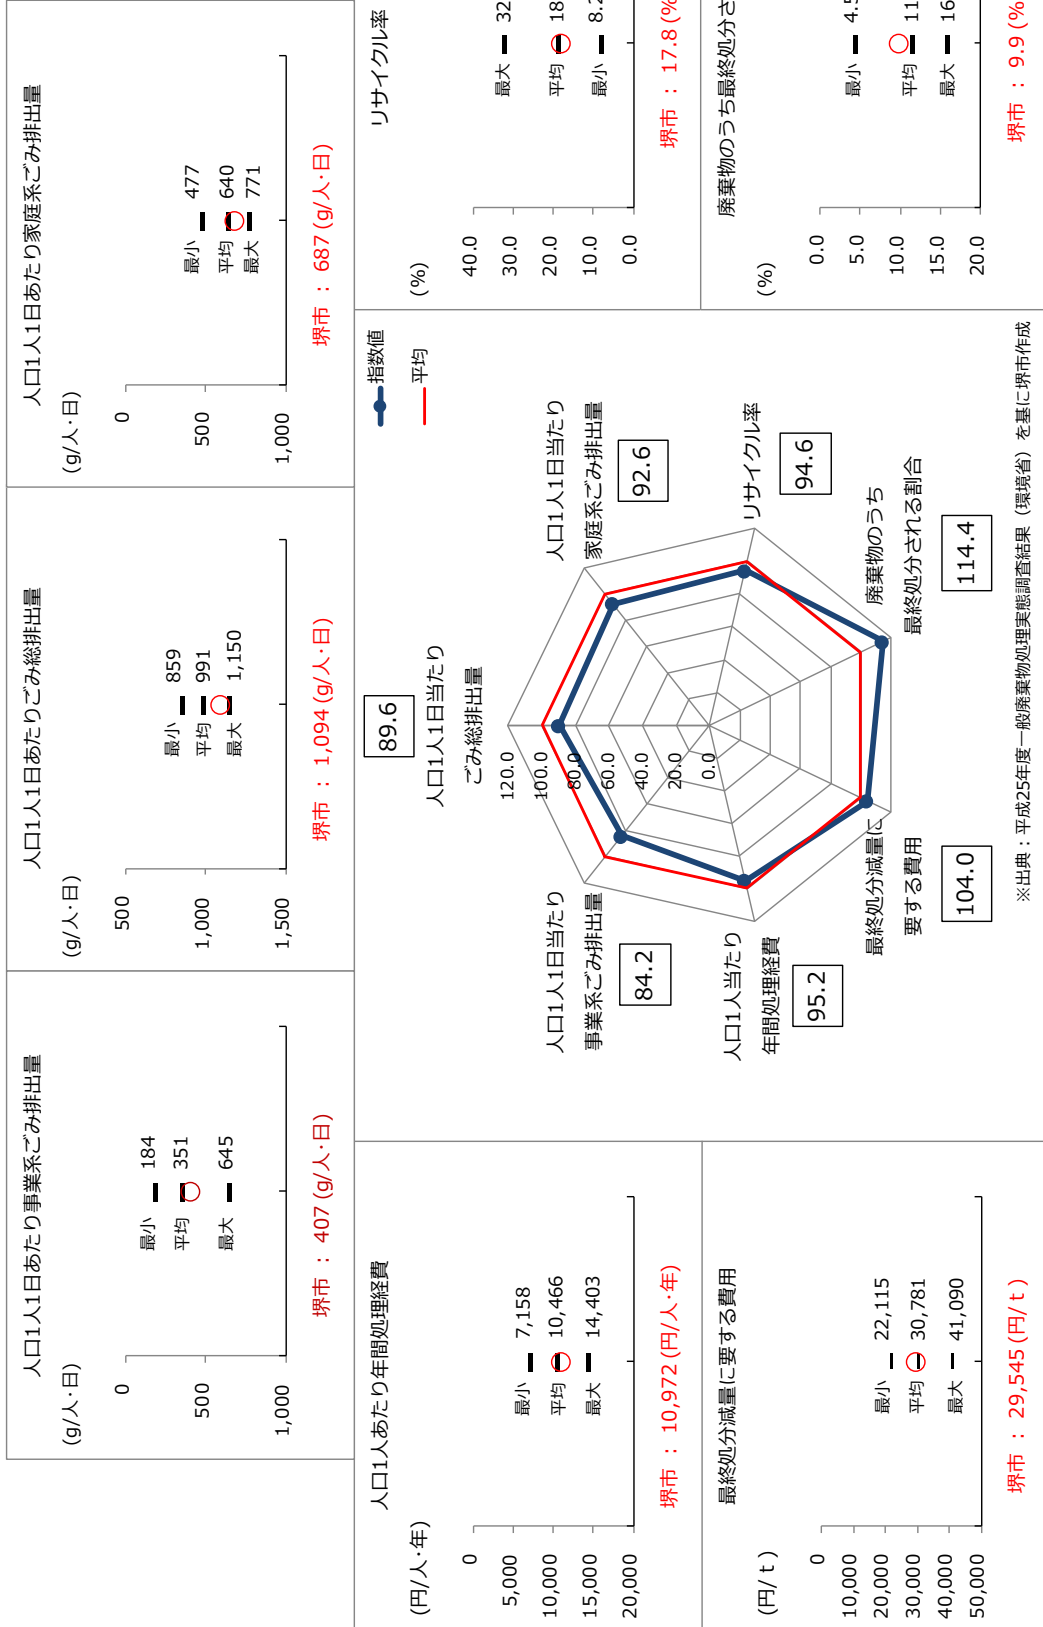 人口1人1日あたり事業系ごみ排出量
(g/人･日)
0
500
1,000
最小 184
平均 351
最大 645
堺市 ： 407 (g/人･日)
人口1人1日あたりごみ総排出量
(g/人･日)
500
1,000
1,500
最小 859
平均 991
最大 1,150
堺市 ： 1,094 (g/人･日)
人口1人1日あたり家庭系ごみ排出量
(g/人･日)
0
500
1,000
最小 477
平均 640
最大 771
堺市 ： 687 (g/人･日)
人口1人あたり年間処理経費
(円/人･年)
0
5,000
10,000
15,000
20,000
最小 7,158
平均 10,466
最大 14,403
堺市 ： 10,972 (円/人･年)
最終処分減量に要する費用
(円/ｔ)
0
10,000
20,000
30,000
40,000
50,000
最小 22,115
平均 30,781
最大 41,090
堺市 ： 29,545 (円/ｔ)
指数値
平均
89.6
人口1人1日当たり
ごみ総排出量
120.0
100.0
80.0
60.0
40.0
20.0
0.0
人口1人1日当たり
家庭系ごみ排出量
92.6
リサイクル率
94.6
廃棄物のうち
最終処分される割合
114.4
最終処分減量に
要する費用
104.0
人口1人当たり
年間処理経費
95.2
人口1人1日当たり
事業系ごみ排出量
84.2
※出典：平成25年度一般廃棄物処理実態調査結果（環境省）を基に堺市作成
リサイクル率
(%)
40.0
30.0
20.0
10.0
0.0
最大 32
平均 18
最小 8.2
堺市 ： 17.8 (%
廃棄物のうち最終処分さ
(%)
0.0
5.0
10.0
15.0
20.0
最小 4.5
平均 11
最大 16
堺市 ： 9.9 (%